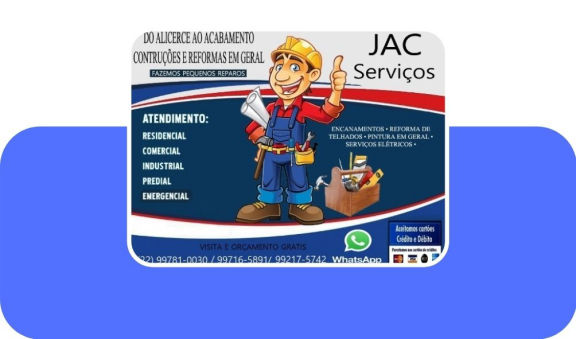 DO ALICERCE AO ACABAMENTO
CONTRUÇÕES E REFORMAS EM GERAL
FAZEMOS PEQUENOS REPAROS
JAC
Serviços
ATENDIMENTO:
RESIDENCIAL
COMERCIAL
INDUSTRIAL
PREDIAL
EMERGENCIAL
ENCANAMENTOS • REFORMA DE
TELHADOS • PINTURA EM GERAL •
SERVIÇOS ELÉTRICOS •
VISITA E ORÇAMENTO GRATIS
22) 99781-0030 / 99716-5891/ 99217-5742 WhatsApp
Aceitamos cartões
Crédito e Débito